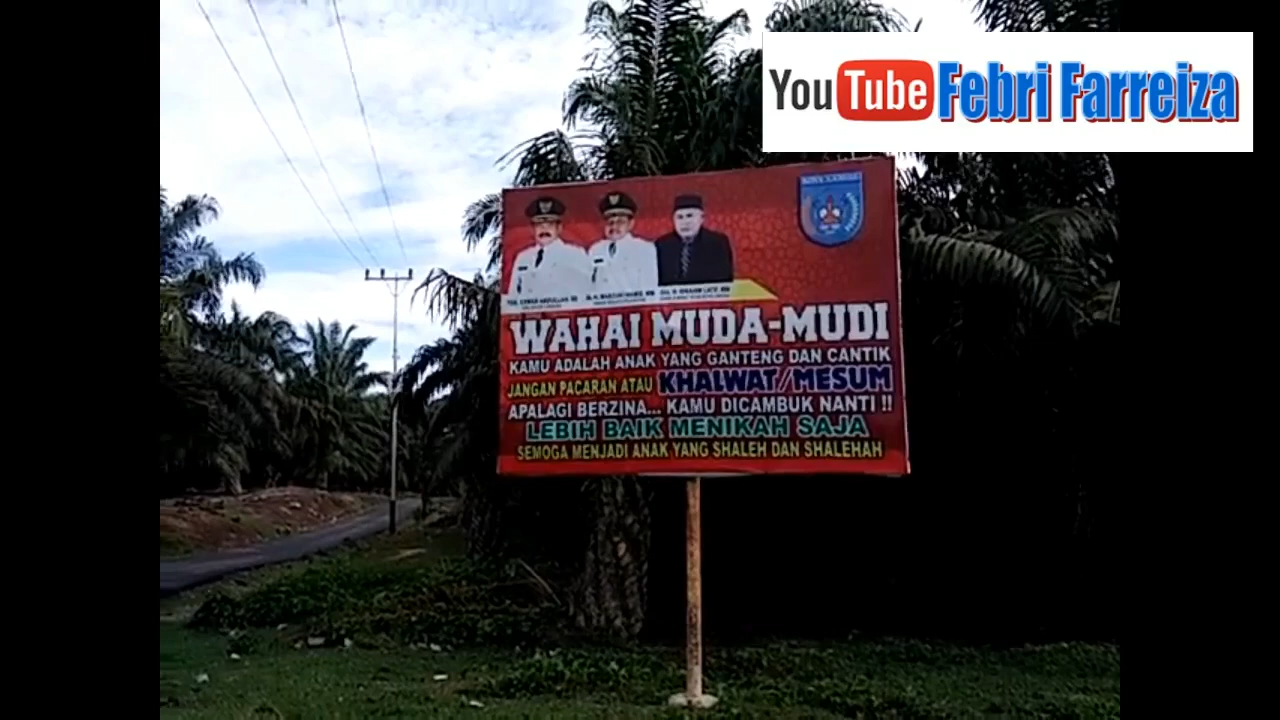 YouTube Febri Farreiza
WAHAI MUDA-MUDI
KAMU ADALAH ANAK YANG GANTENG DAN CANTIK
JANGAN PACARAN ATAU KHALWAT/MESUM
APALAGI BERZINA... KAMU DICAMBUK NANTI !!
LEBIH BAIK MENIKAH SAJA
SEMOGA MENJADI ANAK YANG SHALEH DAN SHALEHAH